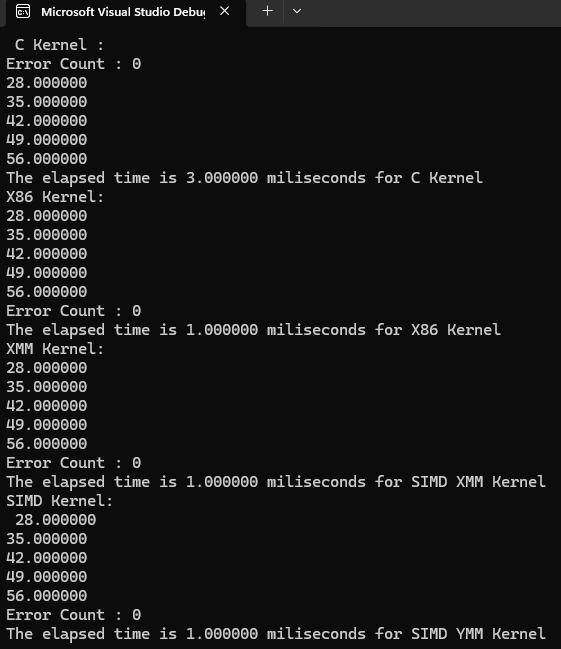 Microsoft Visual Studio Debug
C Kernel :
Error Count : 0
28.000000
35.000000
42.000000
49.000000
56.000000
The elapsed time is 3.000000 miliseconds for C Kernel
X86 Kernel:
28.000000
35.000000
42.000000
49.000000
56.000000
Error Count : 0
The elapsed time is 1.000000 miliseconds for X86 Kernel
XMM Kernel:
28.000000
35.000000
42.000000
49.000000
56.000000
Error Count : 0
The elapsed time is 1.000000 miliseconds for SIMD XMM Kernel
SIMD Kernel:
28.000000
35.000000
42.000000
49.000000
56.000000
Error Count : 0
The elapsed time is 1.000000 miliseconds for SIMD YMM Kernel